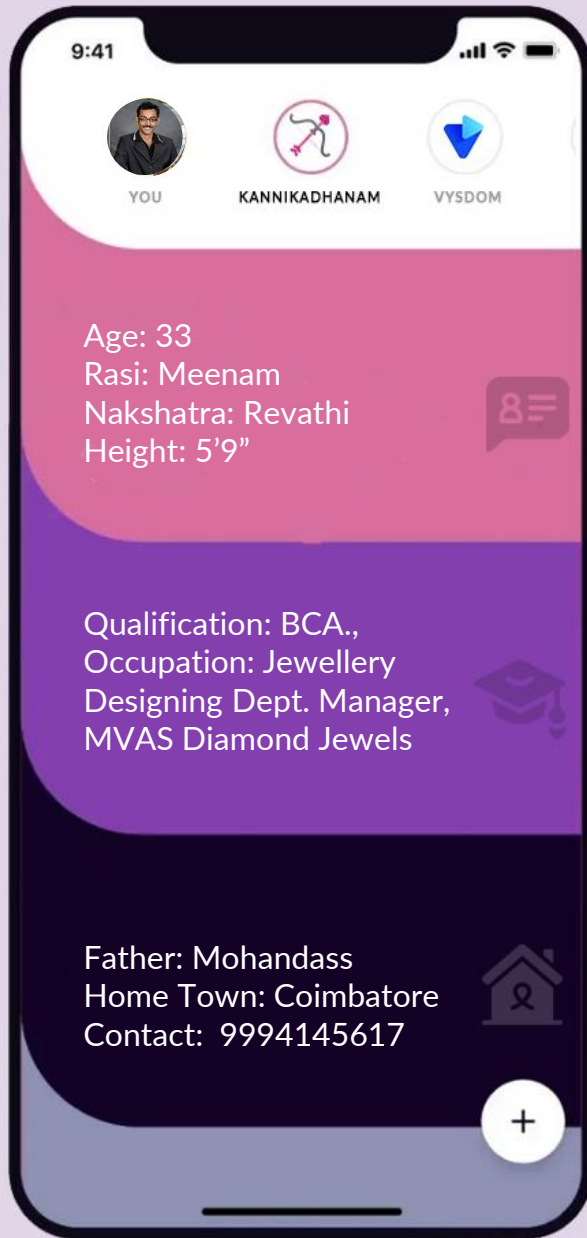 9:41
YOU
KANNIKADHANAM
VYSDOM
Age: 33
Rasi: Meenam
Nakshatra: Revathi
Height: 5’9”
Qualification: BCA.,
Occupation: Jewellery
Designing Dept. Manager,
MVAS Diamond Jewels
Father: Mohandass
Home Town: Coimbatore
Contact: 9994145617